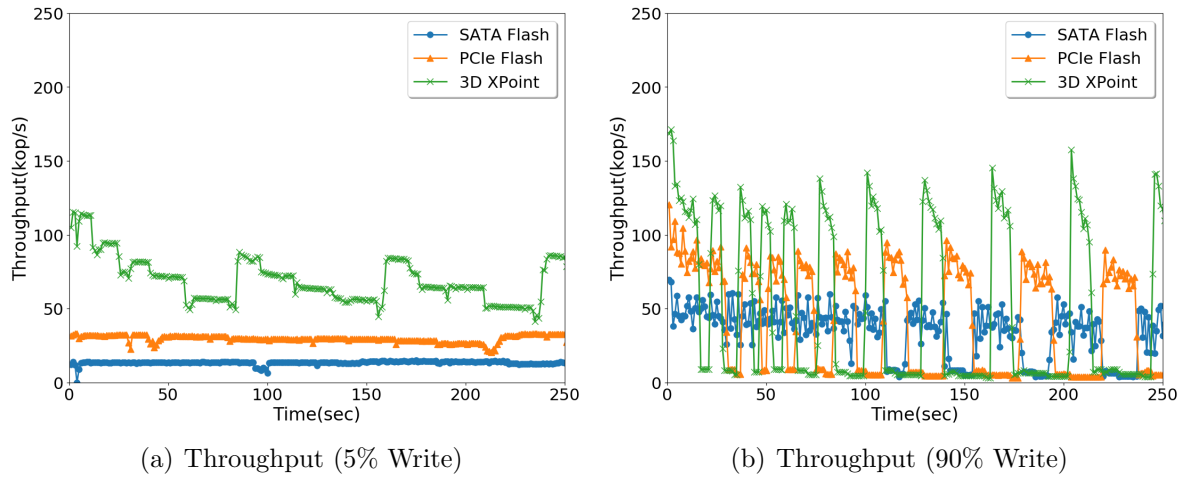 250
200
150
100
50
0
Throughput(kop/s)
SATA Flash
PCIe Flash
3D XPoint
0 50 100 150 200 250
Time(sec)
(a) Throughput (5% Write)
250
200
150
100
50
0
Throughput(kop/s)
SATA Flash
PCIe Flash
3D XPoint
0 50 100 150 200 250
Time(sec)
(b) Throughput (90% Write)